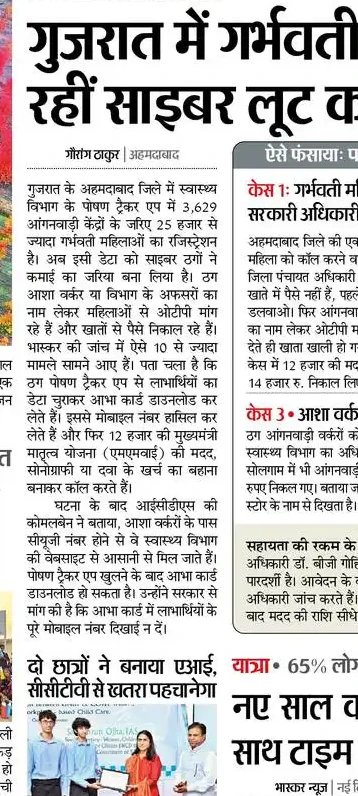 गुजरात में गर्भवती
रहीं साइबर लूट क
गौरांग ठाकुर | अहमदाबाद
गुजरात के अहमदाबाद जिले में स्वास्थ्य
विभाग के पोषण ट्रैकर एप में 3,629
आंगनवाड़ी केंद्रों के जरिए 25 हजार से
ज्यादा गर्भवती महिलाओं का रजिस्ट्रेशन
है। अब इसी डेटा को साइबर ठगों ने
कमाई का जरिया बना लिया है। ठग
आशा वर्कर या विभाग के अफसरों का
नाम लेकर महिलाओं से ओटीपी मांग
रहे हैं और खातों से पैसे निकाल रहे हैं।
भास्कर की जांच में ऐसे 10 से ज्यादा
मामले सामने आए हैं। पता चला है कि
ठग पोषण ट्रैकर एप से लाभार्थियों का
डेटा चुराकर आभा कार्ड डाउनलोड कर
लेते हैं। इससे मोबाइल नंबर हासिल कर
लेते हैं और फिर 12 हजार की मुख्यमंत्री
मातृत्व योजना (एमएमवाई) की मदद,
सोनोग्राफी या दवा के खर्च का बहाना
बनाकर कॉल करते हैं।
घटना के बाद आईसीडीएस की
कोमलबेन ने बताया, आशा वर्करों के पास
सीयूजी नंबर होने से वे स्वास्थ्य विभाग
की वेबसाइट से आसानी से मिल जाते हैं।
पोषण ट्रैकर एप खुलने के बाद आभा कार्ड
डाउनलोड हो सकता है। उन्होंने सरकार से
मांग की है कि आभा कार्ड में लाभार्थियों के
पूरे मोबाइल नंबर दिखाई न दें।
ऐसे फंसायाः प
केस 1: गर्भवती म
सरकारी अधिकारी
अहमदाबाद जिले की एक
महिला को कॉल करने व
जिला पंचायत अधिकारी
खाते में पैसे नहीं हैं, पहले
डलवाओ। फिर आंगनवा
का नाम लेकर ओटीपी म
देते ही खाता खाली हो ग
केस में 12 हजार की मद
14 हजार रु. निकाल लि
केस 3 • आशा वर्क
ठग आंगनवाड़ी वर्करों को
स्वास्थ्य विभाग का अधि
सोलगाम में भी आंगनवाड़
रुपए निकल गए। बताया ज
स्टोर के नाम से दिखता है।
सहायता की रकम के
अधिकारी डॉ. बीजी गोहि
पारदर्शी है। आवेदन के व
अधिकारी जांच करते हैं।
बाद मदद की राशि सीधे
दो छात्रों ने बनाया एआई,
सीसीटीवी से खतरा पहचानेगा
based Child Care.
यात्रा • 65% लोग
नए साल व
साथ टाइम
भास्कर न्यूज | नई दि